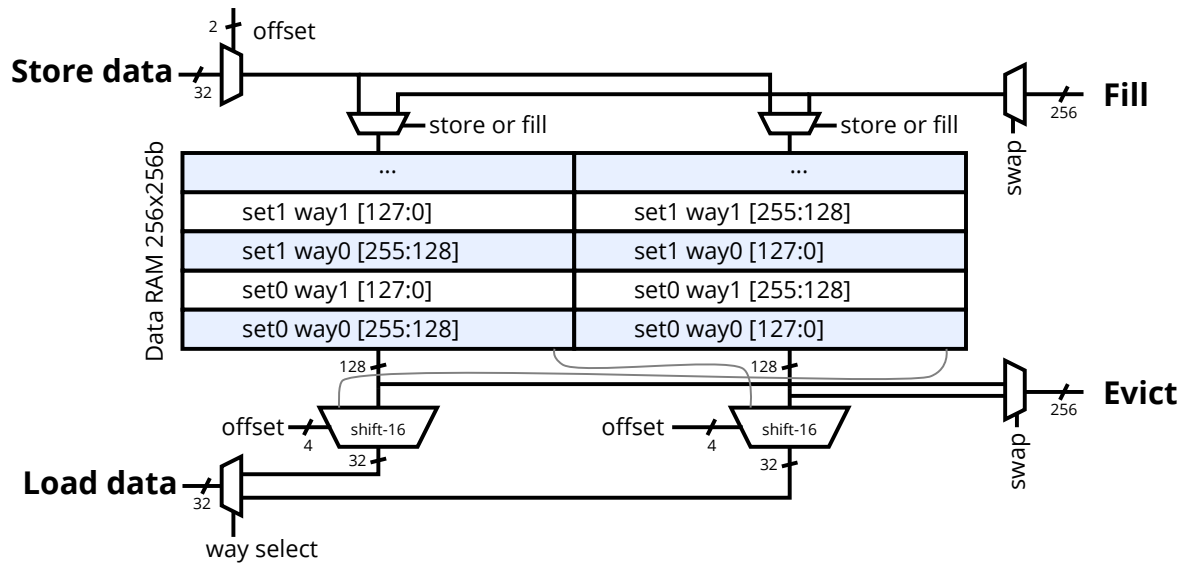 2
offset
Store data
32
Fill
256
store or fill
store or fill
swap
Data RAM 256x256b
...
...
set1 way1 [127:0]
set1 way1 [255:128]
set1 way0 [255:128]
set1 way0 [127:0]
set0 way1 [127:0]
set0 way1 [255:128]
set0 way0 [255:128]
set0 way0 [127:0]
128
128
Evict
256
offset
4
shift-16
offset
4
shift-16
swap
32
32
Load data
32
way select